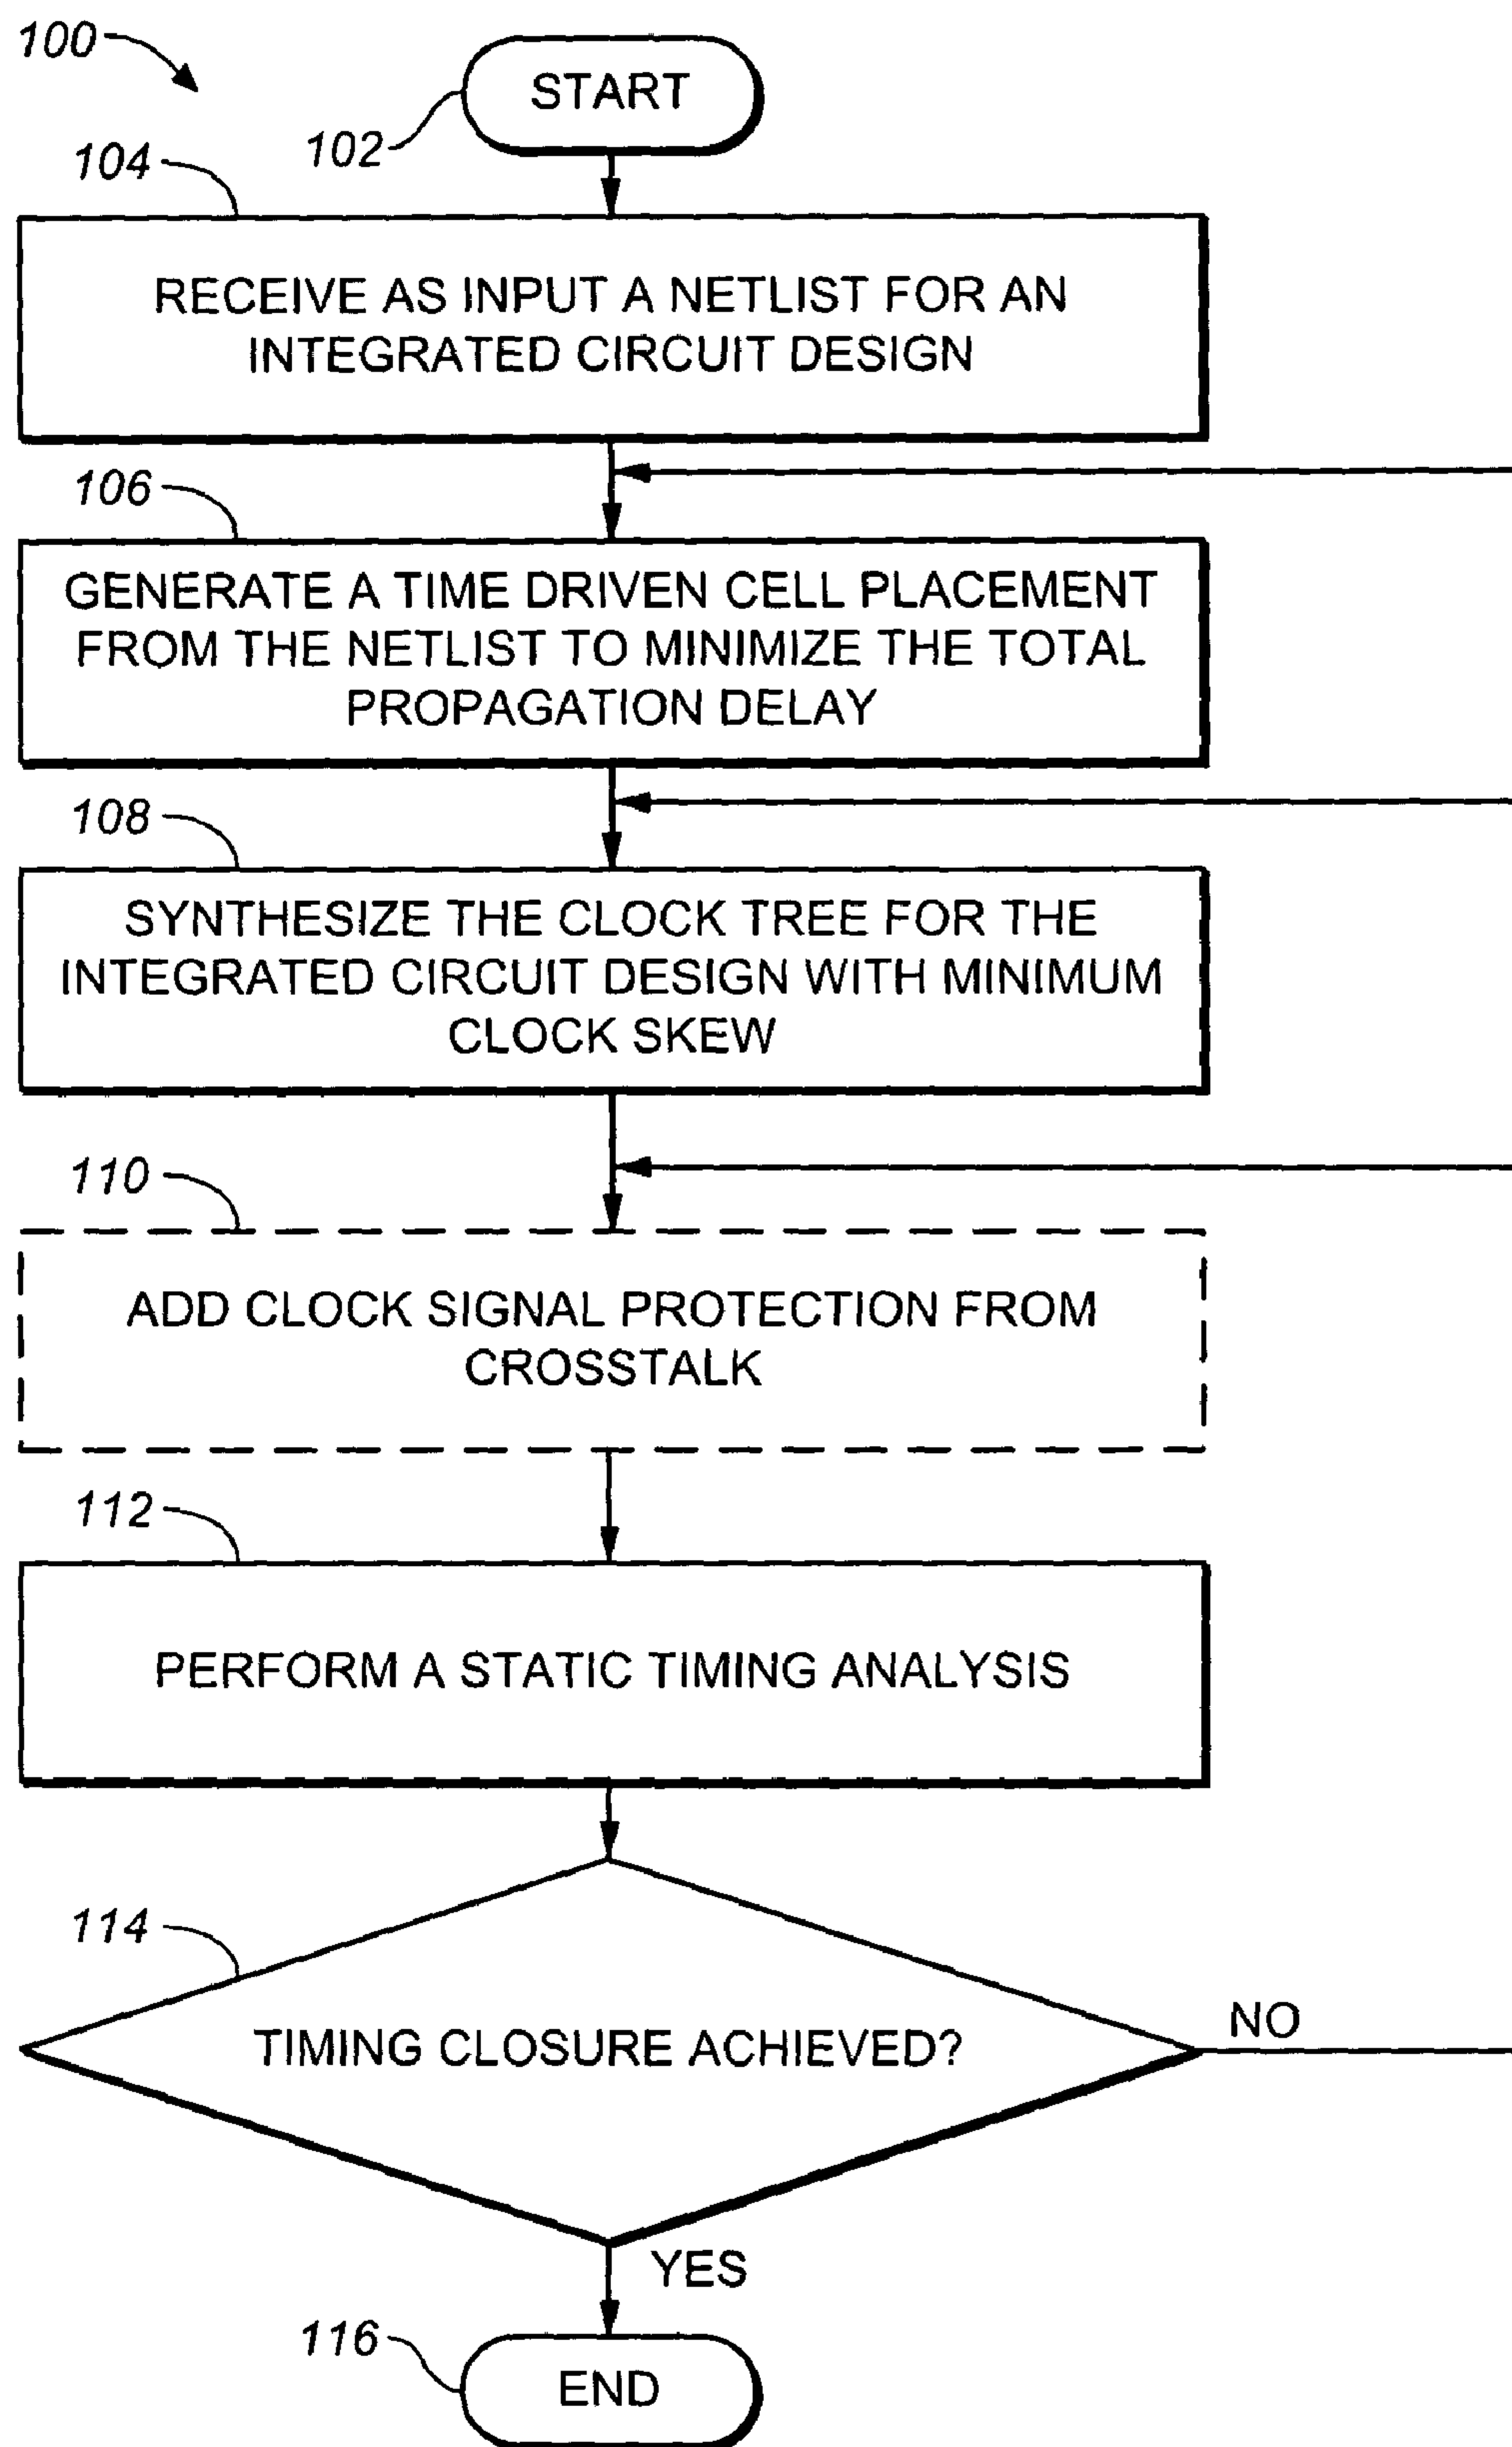 100
START
102
104
RECEIVE AS INPUT A NETLIST FOR AN
INTEGRATED CIRCUIT DESIGN
106
GENERATE A TIME DRIVEN CELL PLACEMENT
FROM THE NETLIST TO MINIMIZE THE TOTAL
PROPAGATION DELAY
108
SYNTHESIZE THE CLOCK TREE FOR THE
INTEGRATED CIRCUIT DESIGN WITH MINIMUM
CLOCK SKEW
110
ADD CLOCK SIGNAL PROTECTION FROM
CROSSTALK
112
PERFORM A STATIC TIMING ANALYSIS
114
TIMING CLOSURE ACHIEVED?
NO
YES
116
END